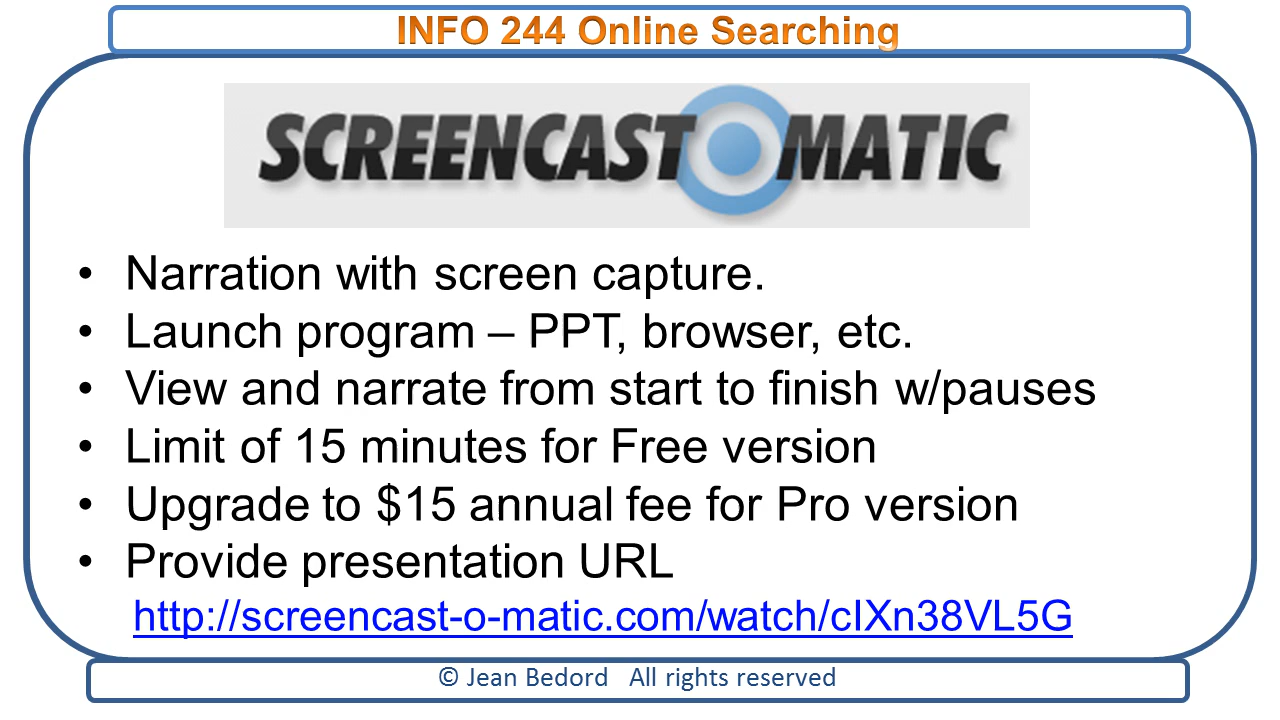 INFO 244 Online Searching
SCREENCAST O MATIC
• Narration with screen capture.
• Launch program – PPT, browser, etc.
• View and narrate from start to finish w/pauses
• Limit of 15 minutes for Free version
• Upgrade to $15 annual fee for Pro version
• Provide presentation URL
http://screencast-o-matic.com/watch/cIXn38VL5G
© Jean Bedord All rights reserved